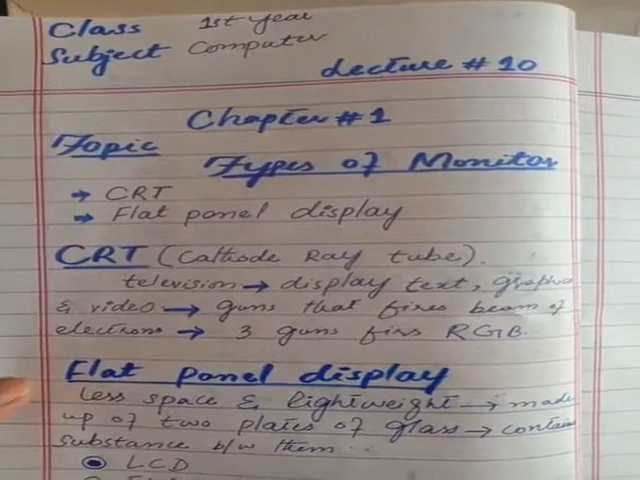 Class 1st year
Subject Computer
Lecture # 10
Chapter # 1
Topic
Types of Monitor
→ CRT
→ Flat panel display
CRT (Cathode Ray tube).
television → display text, graphics
& video → guns that fires beam of
electrons → 3 guns fires RGB.
Flat panel display
less space & lightweight → made
up of two plates of glass → contains
substance b/w them..
LCD